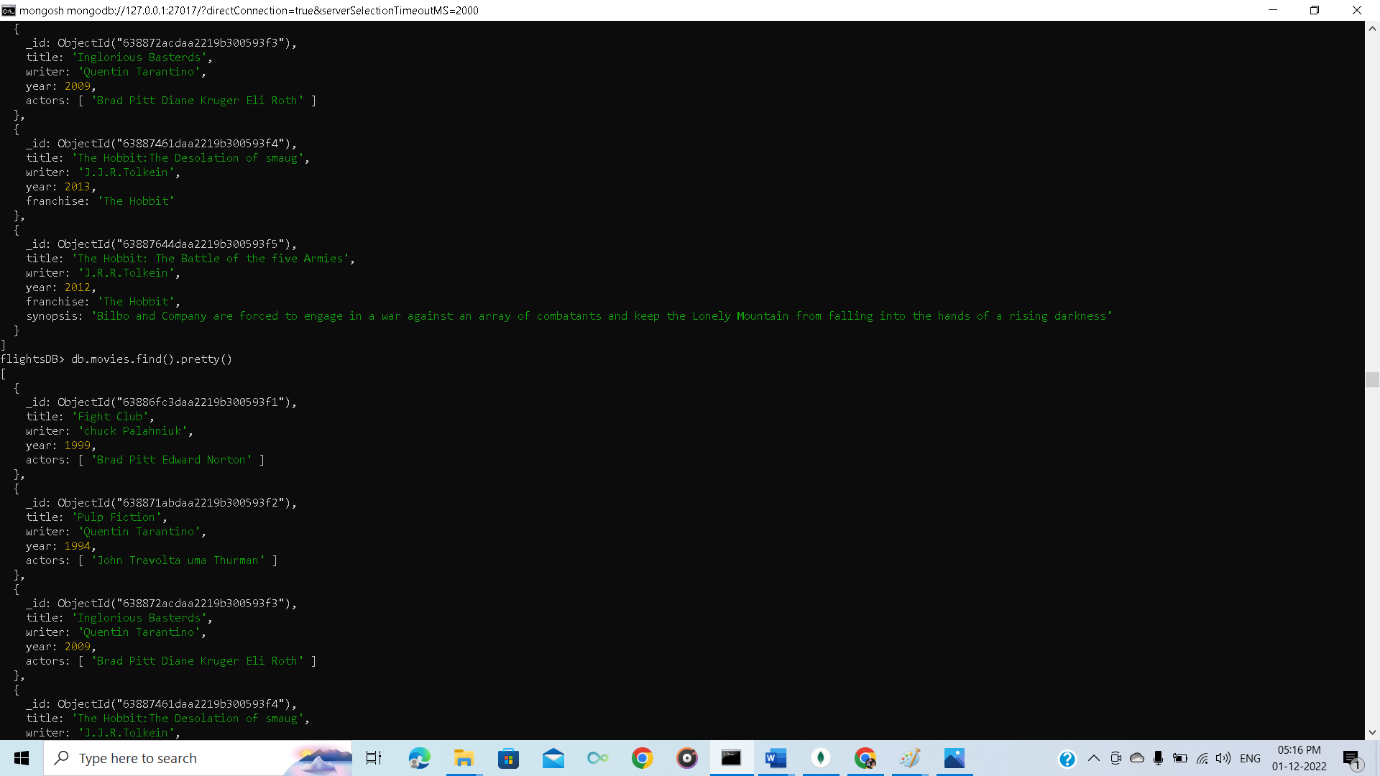 mongosh mongodb://127.0.0.1:27017/?directConnection=true&serverSelectionTimeoutMS=2000
{
_id: ObjectId("638872acdaa2219b300593f3"),
title: 'Inglorious Basterds',
writer: 'Quentin Tarantino',
year: 2009,
actors: [ 'Brad Pitt Diane Kruger Eli Roth' ]
},
{
_id: ObjectId("63887461daa2219b300593f4"),
title: 'The Hobbit:The Desolation of smaug',
writer: 'J.J.R.Tolkein',
year: 2013,
franchise: 'The Hobbit'
},
{
_id: ObjectId("63887644daa2219b300593f5"),
title: 'The Hobbit: The Battle of the five Armies',
writer: 'J.R.R.Tolkein',
year: 2012,
franchise: 'The Hobbit',
synopsis: 'Bilbo and Company are forced to engage in a war against an array of combatants and keep the Lonely Mountain from falling into the hands of a rising darkness'
}
]
flightsDB> db.movies.find().pretty()
[
{
_id: ObjectId("63886fc3daa2219b300593f1"),
title: 'Fight Club',
writer: 'chuck Palahniuk',
year: 1999,
actors: [ 'Brad Pitt Edward Norton' ]
},
{
_id: ObjectId("638871abdaa2219b300593f2"),
title: 'Pulp Fiction',
writer: 'Quentin Tarantino',
year: 1994,
actors: [ 'John Travolta uma Thurman' ]
},
{
_id: ObjectId("638872acdaa2219b300593f3"),
title: 'Inglorious Basterds',
writer: 'Quentin Tarantino',
year: 2009,
actors: [ 'Brad Pitt Diane Kruger Eli Roth' ]
},
{
_id: ObjectId("63887461daa2219b300593f4"),
title: 'The Hobbit:The Desolation of smaug',
writer: 'J.J.R.Tolkein',
Type here to search
ENG
05:16 PM
01-12-2022
1